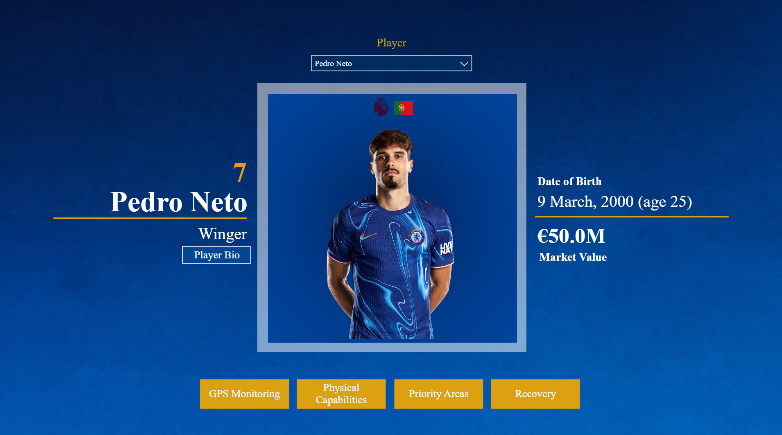 Player
Pedro Neto
7
Pedro Neto
Winger
Player Bio
Date of Birth
9 March, 2000 (age 25)
€50.0M
Market Value
GPS Monitoring
Physical
Capabilities
Priority Areas
Recovery